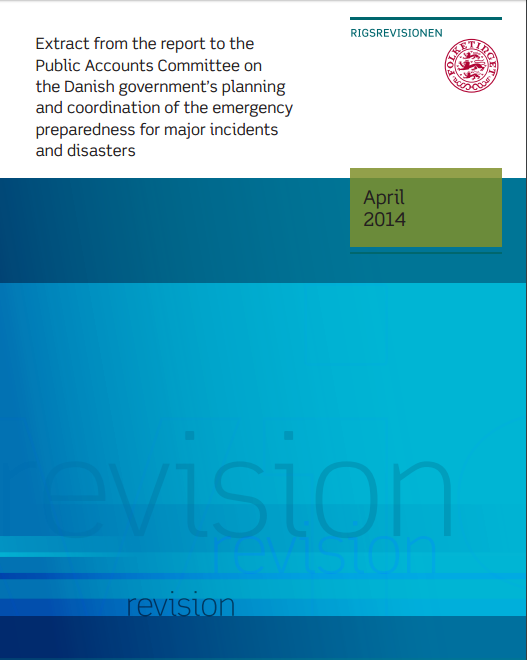 Extract from the report to the
Public Accounts Committee on
the Danish government's planning
and coordination of the emergency
preparedness for major incidents
and disasters
RIGSREVISIONEN
FOLKETINGET
April
2014
revision
revision
revision